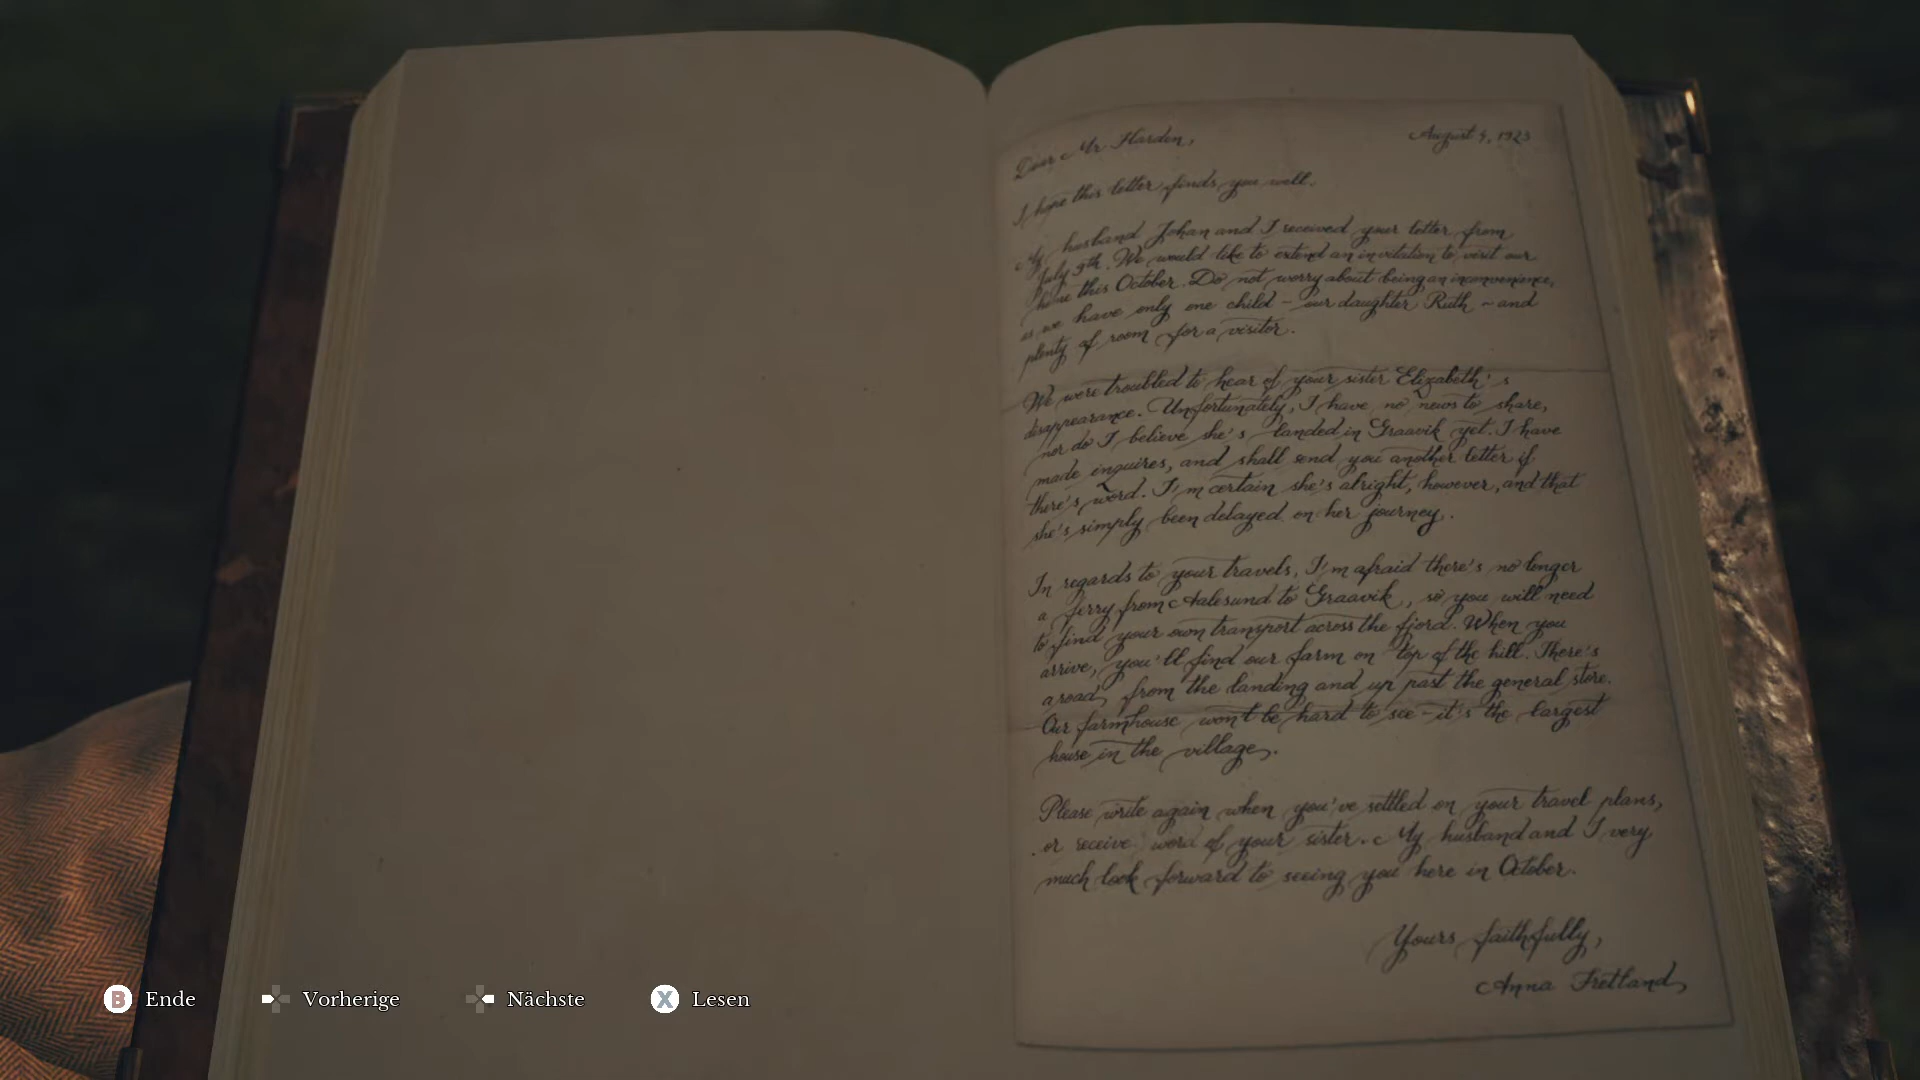 Dear Mr. Harden,
August 4, 1923
I hope this letter finds you well.
My husband Johan and I received your letter from
July 9th. We would like to extend an invitation to visit our
home this October. Do not worry about being an inconvenience,
as we have only one child - our daughter Ruth - and
plenty of room for a visitor.
We were troubled to hear of your sister Elizabeth's
disappearance. Unfortunately, I have no news to share,
nor do I believe she's landed in Graavik yet. I have
made inquires, and shall send you another letter if
there's word. I'm certain she's alright, however, and that
she's simply been delayed on her journey.
In regards to your travels, I'm afraid there's no longer
a ferry from Aalesund to Graavik, so you will need
to find your own transport across the fjord. When you
arrive, you'll find our farm on top of the hill. There's
a road from the landing and up past the general store.
Our farmhouse won't be hard to see - it's the largest
house in the village.
Please write again when you've settled on your travel plans,
or receive word of your sister. My husband and I very
much look forward to seeing you here in October.
Yours faithfully,
Anna Fretland
B Ende Vorherige Nächste X Lesen